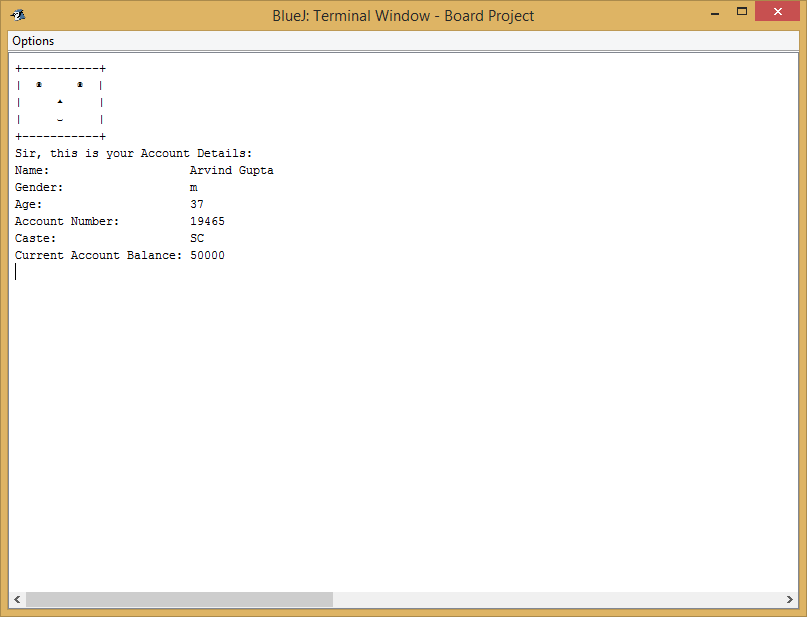 BlueJ: Terminal Window - Board Project
Options
+-----------+
|           |
|           |
|           |
+-----------+
Sir, this is your Account Details:
Name: Arvind Gupta
Gender: m
Age: 37
Account Number: 19465
Caste: SC
Current Account Balance: 50000